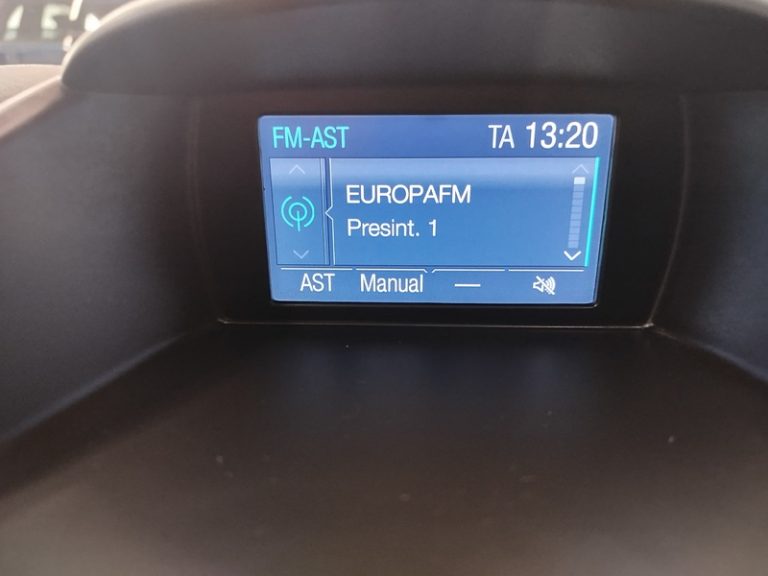 FM-AST TA 13:20
EUROPAFM
Presint. 1
AST Manual —